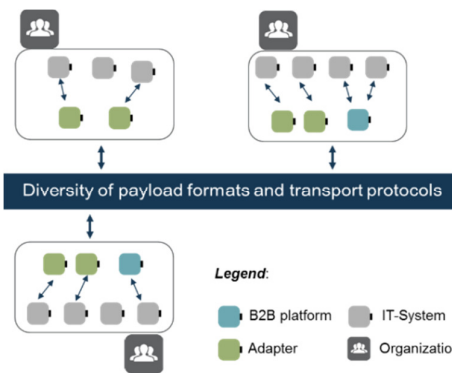 Diversity of payload formats and transport protocols
Legend:
B2B platform
IT-System
Adapter
Organizatio